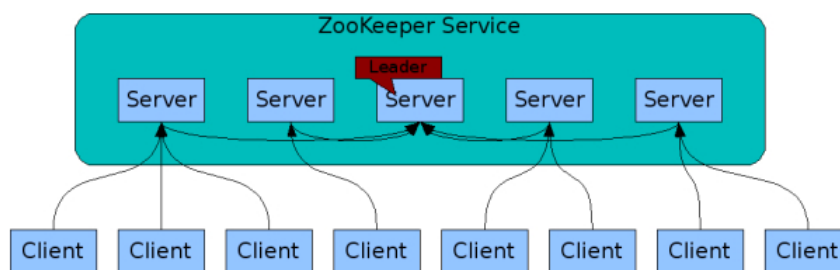 ZooKeeper Service
Leader
Server Server Server Server Server
Client Client Client Client Client Client Client Client